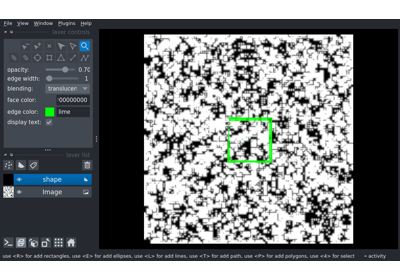 File View Window Plugins Help
layer controls
opacity: 0.70
edge width: 1
blending: translucen
face color: 00000000
edge color: lime
display text:
layer list
shape
Image
use <R> for add rectangles, use <E> for add ellipses, use <L> for add lines, use <T> for add path, use <P> for add polygons, use <4> for select activity